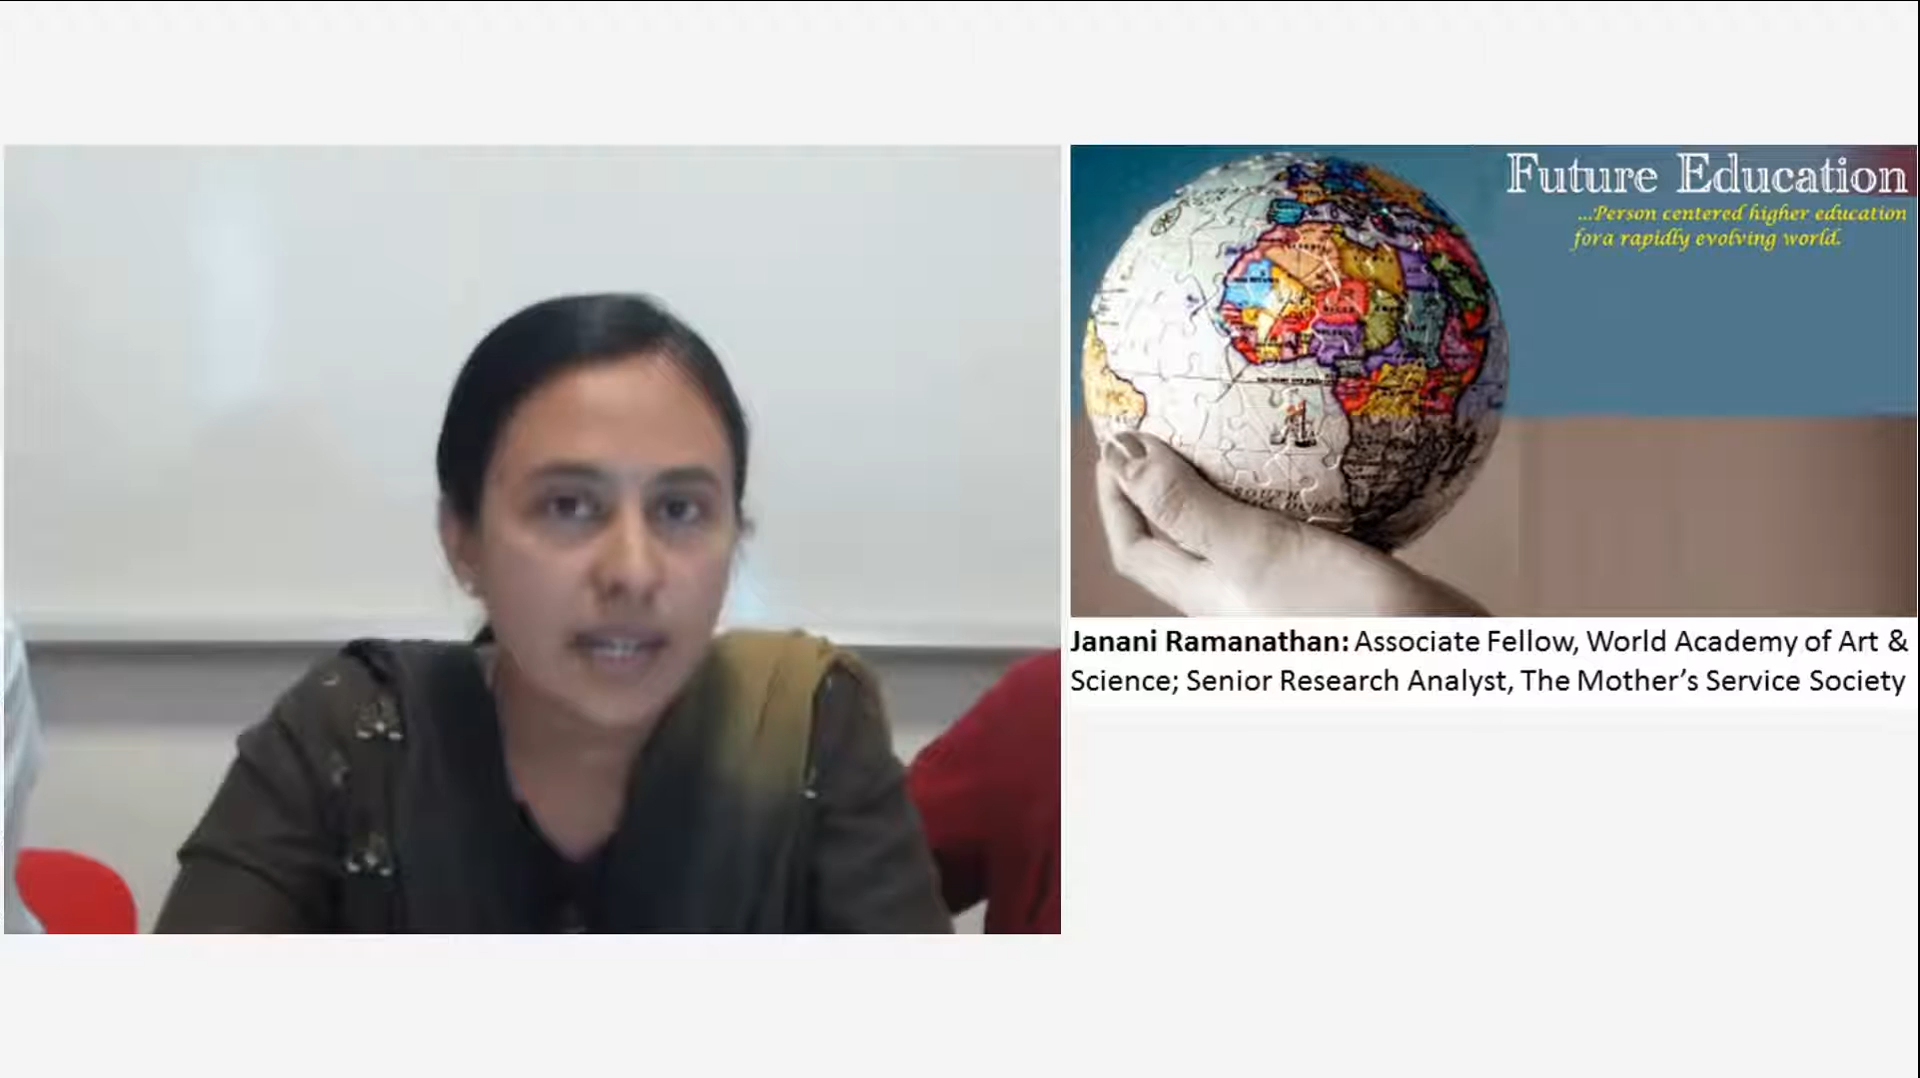 Future Education
...Person centered higher education
fora rapidly evolving world.
Janani Ramanathan: Associate Fellow, World Academy of Art &
Science; Senior Research Analyst, The Mother's Service Society